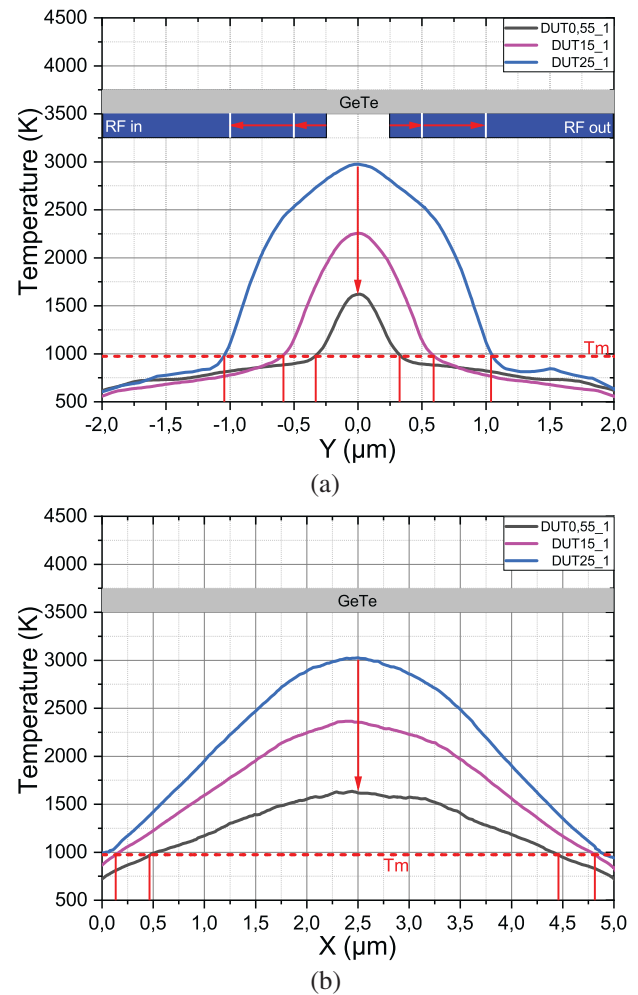 4500
4000
3500
3000
2500
2000
1500
1000
500
Temperature (K)
DUT0,55_1
DUT15_1
DUT25_1
GeTe
RF in
RF out
Tm
-2,0 -1,5 -1,0 -0,5 0,0 0,5 1,0 1,5 2,0
Y (µm)
(a)
4500
4000
3500
3000
2500
2000
1500
1000
500
Temperature (K)
DUT0,55_1
DUT15_1
DUT25_1
GeTe
Tm
0,0 0,5 1,0 1,5 2,0 2,5 3,0 3,5 4,0 4,5 5,0
X (µm)
(b)